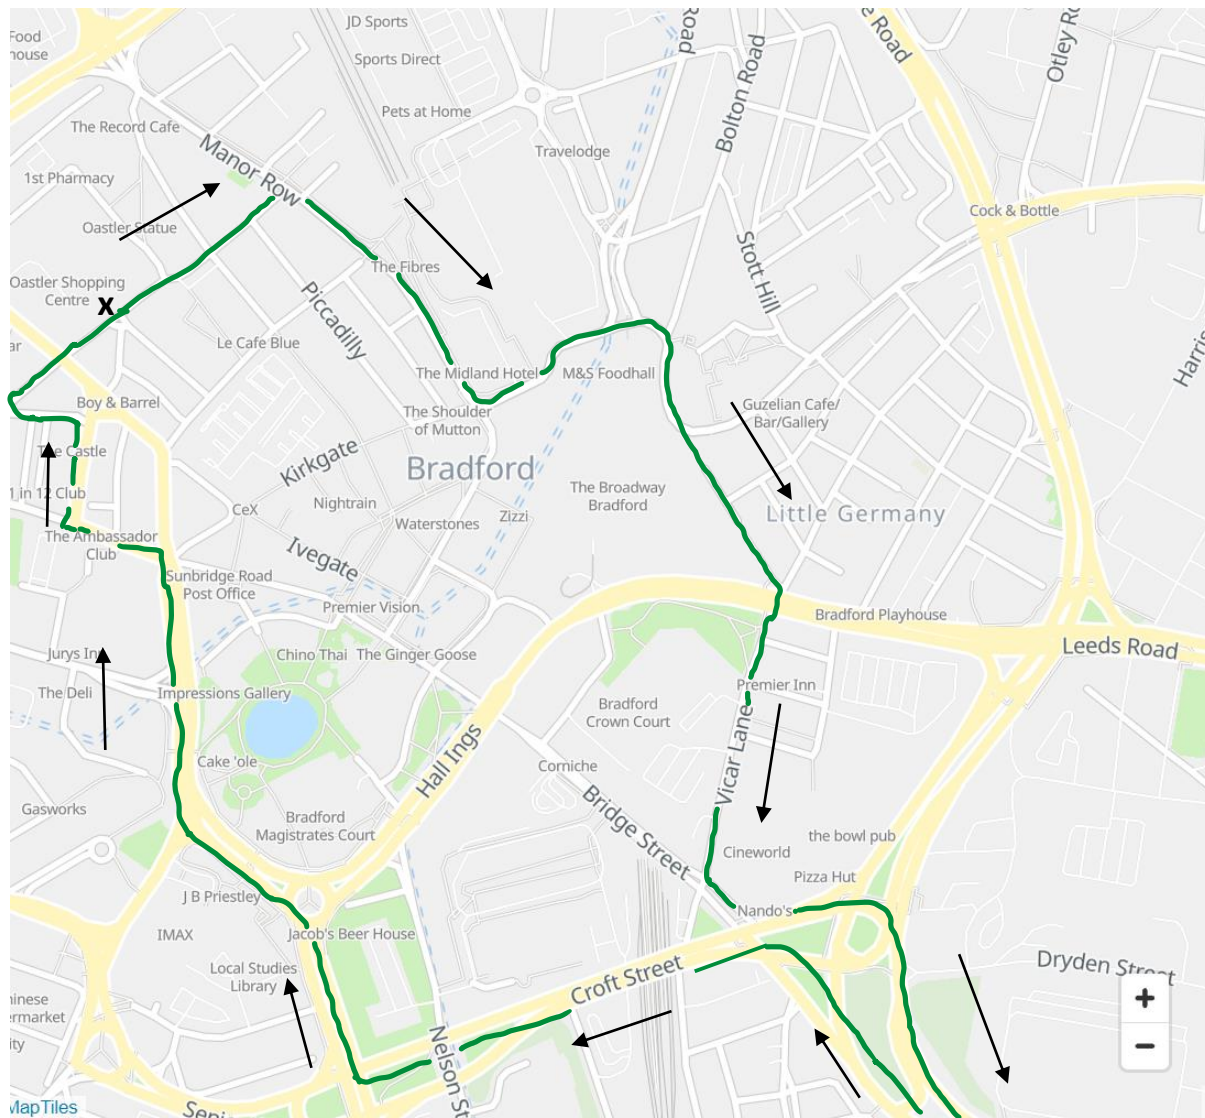 JD Sports
e Road
Food
house
Road
Otley Ro
Sports Direct
Bolton Road
Pets at Home
The Record Cafe
Manor Row
Travelodge
1st Pharmacy
Cock & Bottle
Oastler Statue
Stott Hill
The Fibres
Oastler Shopping
Centre
X
Piccadilly
Harris
ar
Le Cafe Blue
The Midland Hotel
M&S Foodhall
Boy & Barrel
The Shoulder
of Mutton
Guzelian Cafe/
Bar/Gallery
The Castle
Kirkgate
Bradford
1 in 12 Club
Nightrain
The Broadway
Bradford
CeX
Waterstones
Zizzi
Little Germany
The Ambassador
Club
Ivegate
Sunbridge Road
Post Office
Premier Vision
Bradford Playhouse
Leeds Road
Jurys Inn
Chino Thai
The Ginger Goose
The Deli
Impressions Gallery
Premier Inn
Bradford
Crown Court
Vicar Lane
Hall Ings
Cake 'ole
Corniche
Gasworks
Bradford
Magistrates Court
Bridge Street
the bowl pub
Cineworld
Pizza Hut
J B Priestley
Nando's
IMAX
Jacob's Beer House
Local Studies
Library
Croft Street
Dryden Street
+
−
hinese
ermarket
ity
Nelson St
MapTiles